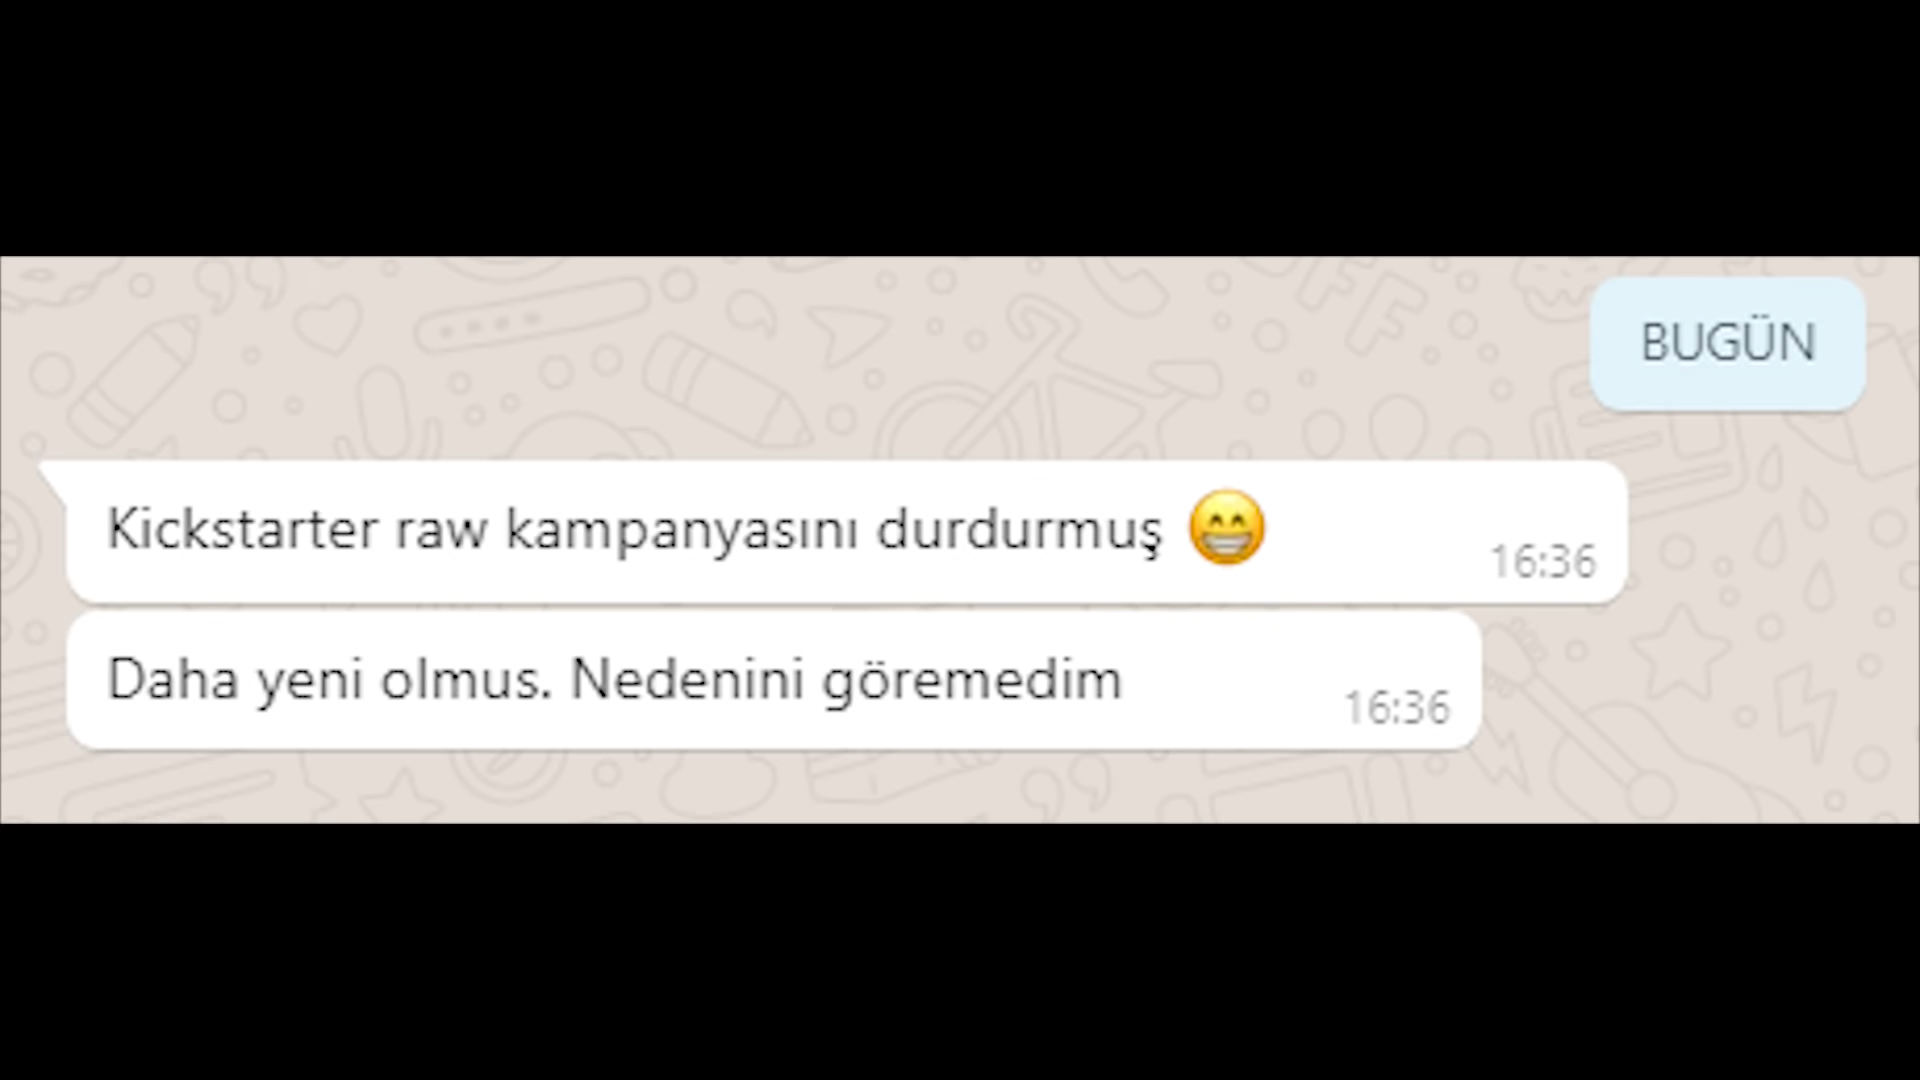 BUGÜN
Kickstarter raw kampanyasını durdurmuş 😁
16:36
Daha yeni olmus. Nedenini göremedim
16:36